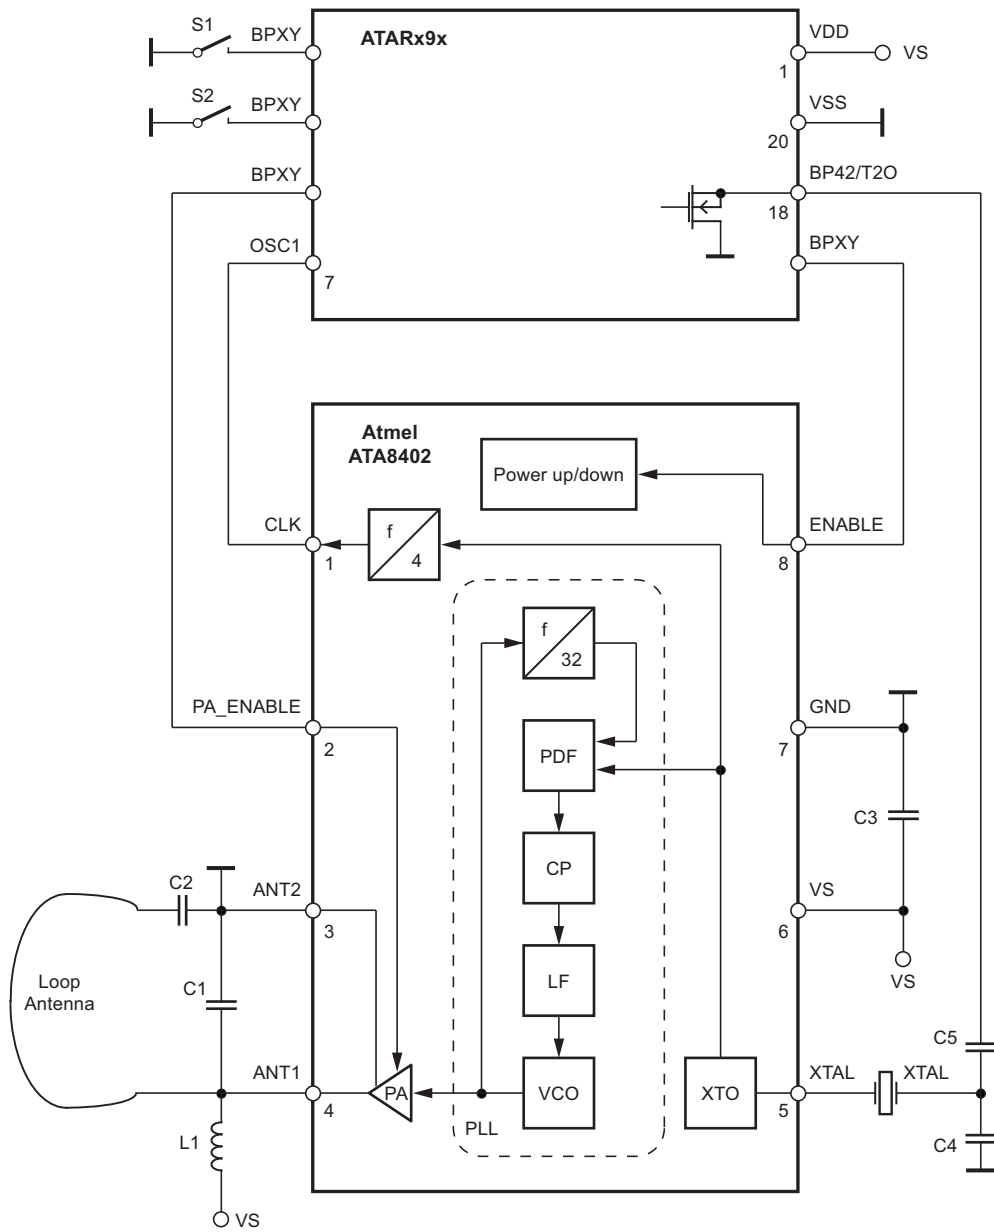 S1
BPXY
ATARx9x
VDD
1
VS
S2
BPXY
VSS
20
BPXY
BP42/T2O
18
OSC1
7
BPXY
Atmel
ATA8402
Power up/down
CLK
1
f
4
ENABLE
8
f
32
PA_ENABLE
2
PDF
GND
7
C3
CP
C2
ANT2
3
VS
6
Loop
Antenna
C1
LF
VS
C5
ANT1
4
PA
VCO
PLL
XTO
XTAL
5
XTAL
C4
L1
VS